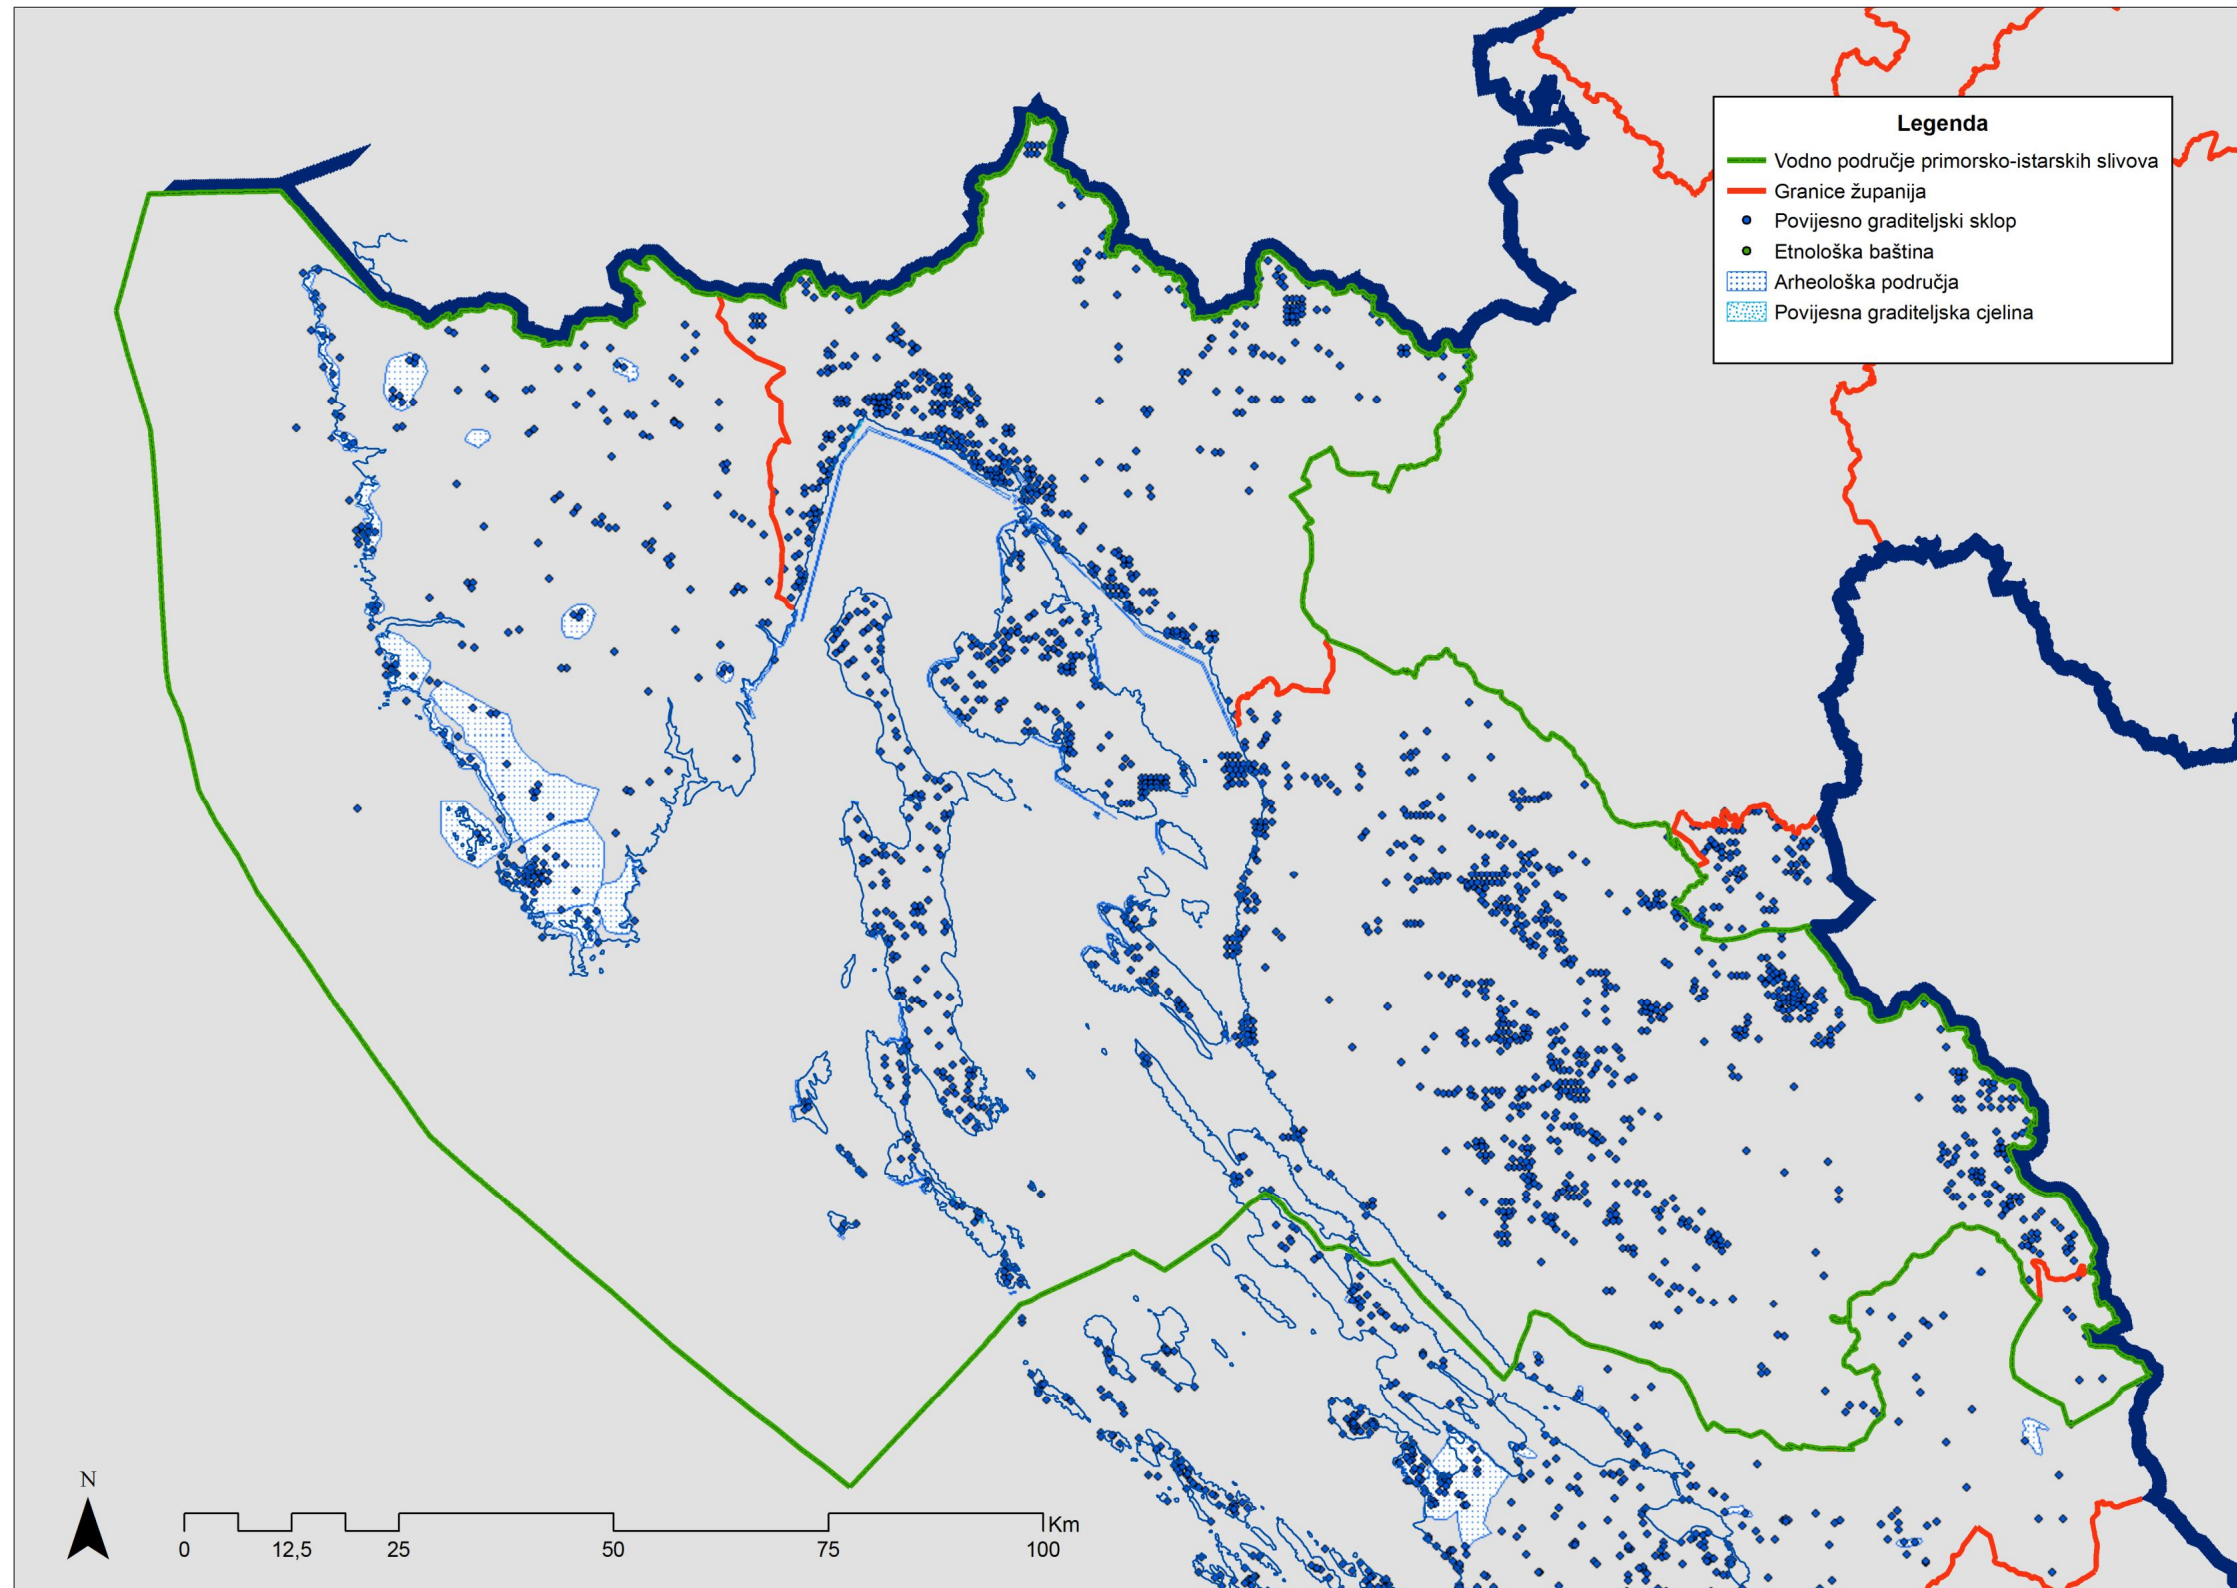 Legenda
Vodno područje primorsko-istarskih slivova
Granice županija
Povijesno graditeljski sklop
Etnološka baština
Arheološka područja
Povijesna graditeljska cjelina
N
Km
0 12,5 25 50 75 100